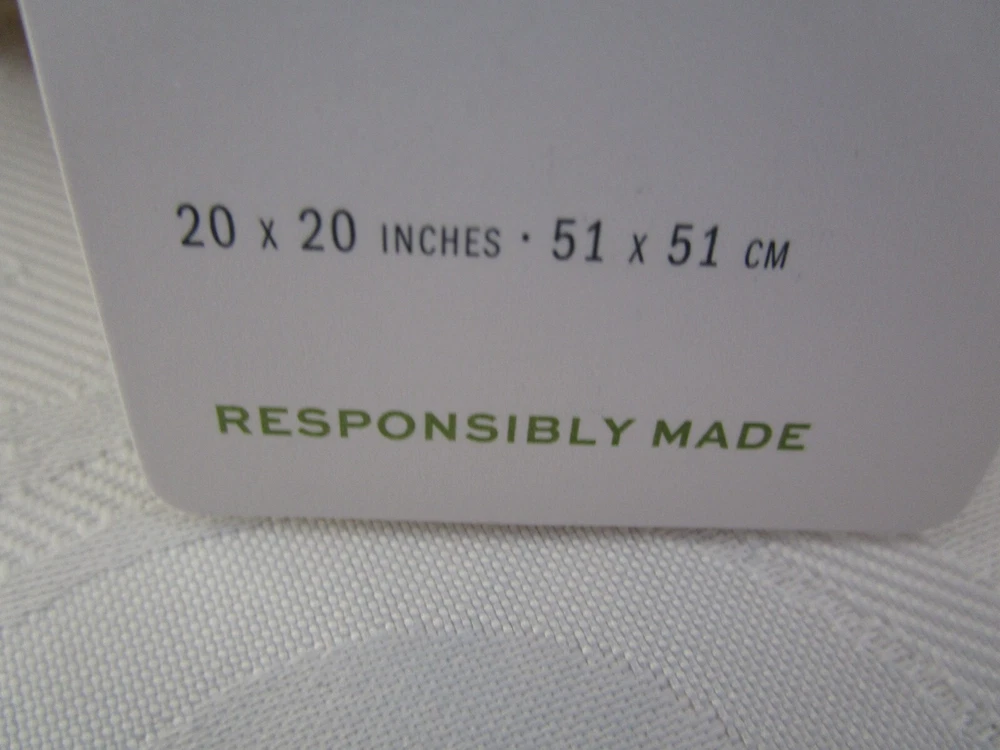 20 x 20 INCHES · 51 x 51 CM
RESPONSIBLY MADE